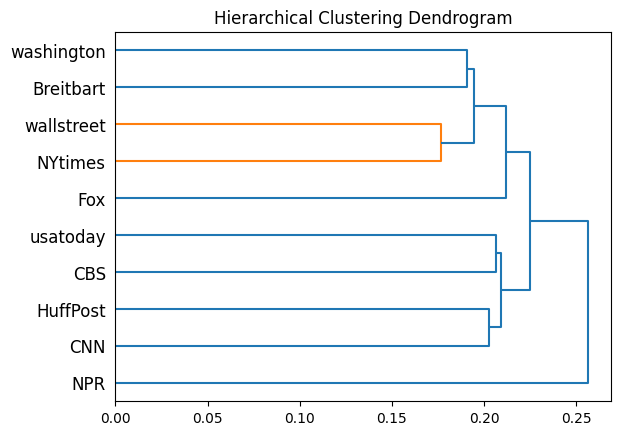 Hierarchical Clustering Dendrogram
washington
Breitbart
wallstreet
NYtimes
Fox
usatoday
CBS
HuffPost
CNN
NPR
0.00 0.05 0.10 0.15 0.20 0.25